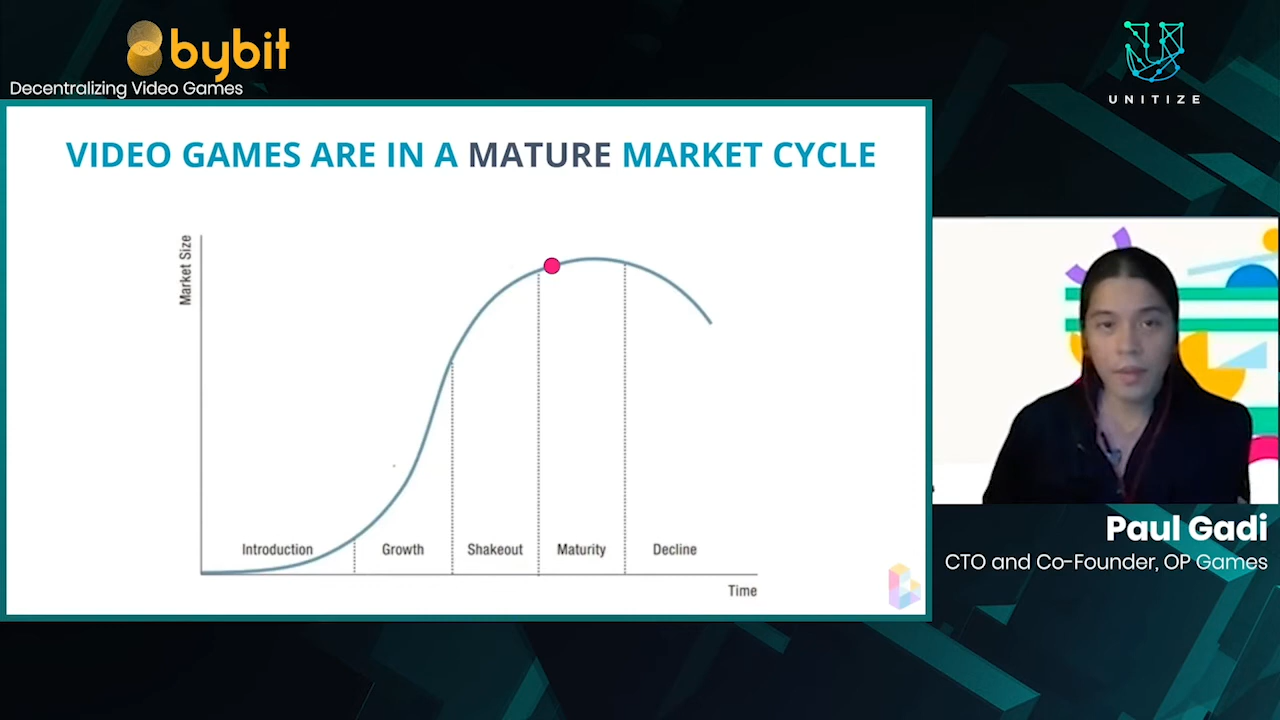 bybit
Decentralizing Video Games
UNITIZE
VIDEO GAMES ARE IN A MATURE MARKET CYCLE
Market Size
Introduction
Growth
Shakeout
Maturity
Decline
Time
Paul Gadi
CTO and Co-Founder, OP Games